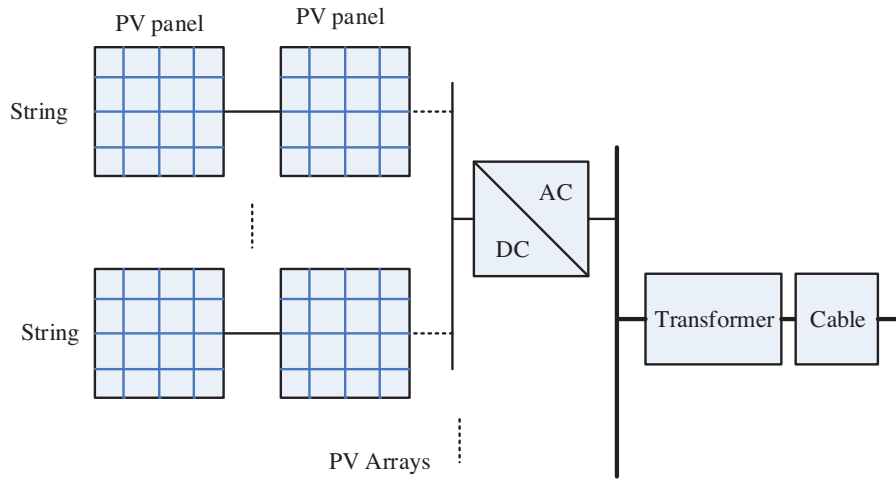 PV panel
PV panel
String
AC
DC
String
Transformer
Cable
PV Arrays